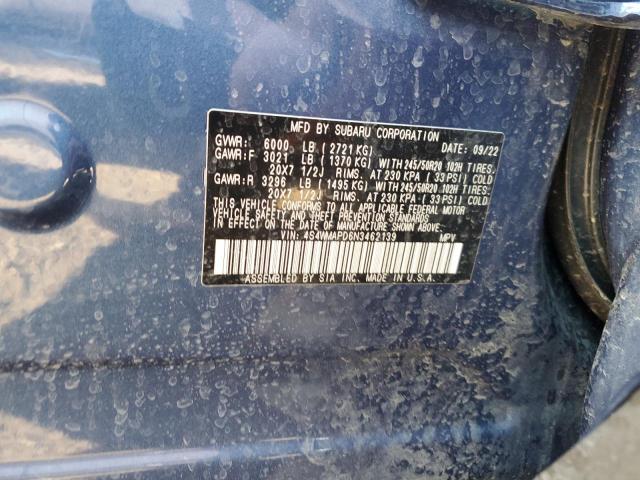 MFD BY SUBARU CORPORATION
GVWR: 6000 LB (2721 KG) DATE: 09/22
GAWR:F 3021 LB (1370 KG) WITH 245/50R20 102H TIRES,
20X7 1/2J RIMS. AT 230 KPA (33 PSI) COLD
GAWR:R 3298 LB (1495 KG) WITH 245/50R20 102H TIRES,
20X7 1/2J RIMS. AT 230 KPA (33 PSI) COLD
THIS VEHICLE CONFORMS TO ALL APPLICABLE FEDERAL MOTOR
VEHICLE SAFETY AND THEFT PREVENTION STANDARDS
IN EFFECT ON THE DATE OF MANUFACTURE SHOWN ABOVE.
VIN: 4S4WMAPD6N3462139 MPV
ASSEMBLED BY SIA INC. MADE IN U.S.A.